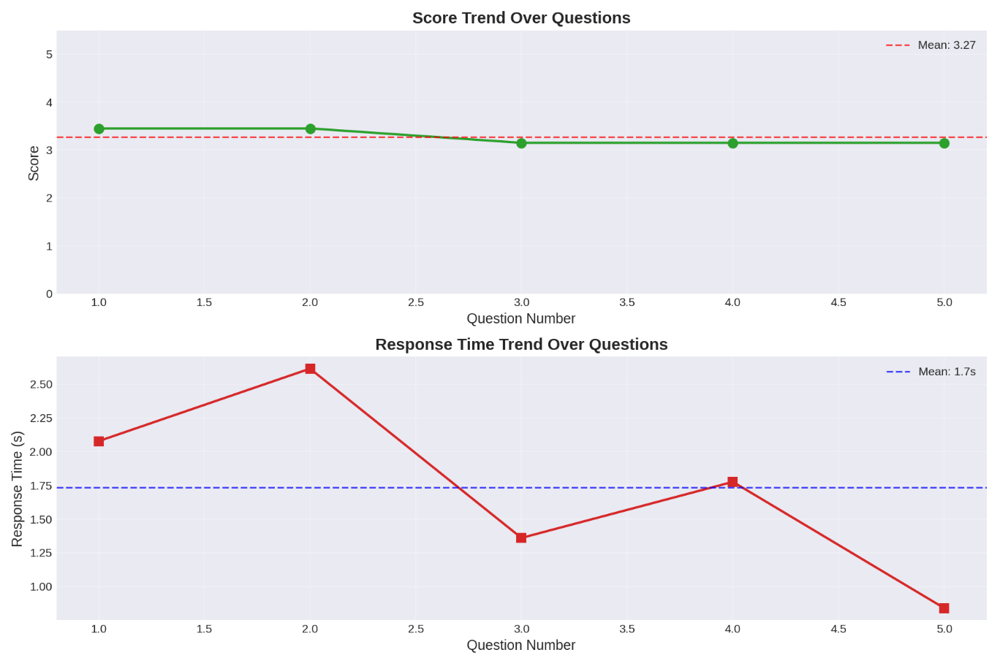 Score Trend Over Questions
Mean: 3.27
5
4
3
2
1
0
Score
1.0 1.5 2.0 2.5 3.0 3.5 4.0 4.5 5.0
Question Number
Response Time Trend Over Questions
Mean: 1.7s
2.50
2.25
2.00
1.75
1.50
1.25
1.00
Response Time (s)
1.0 1.5 2.0 2.5 3.0 3.5 4.0 4.5 5.0
Question Number